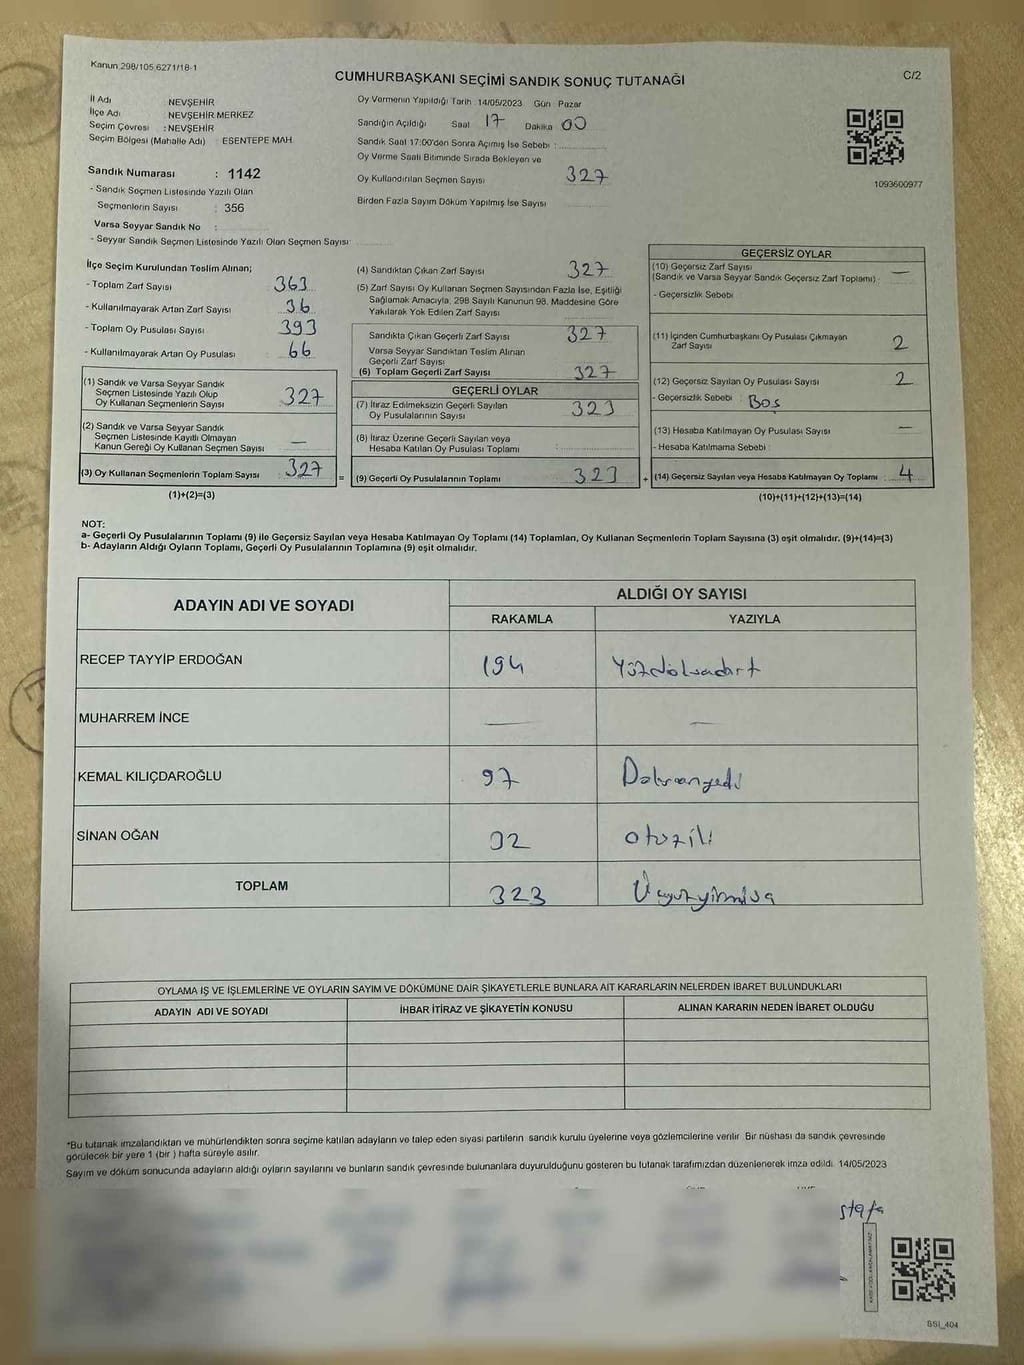 Kanun 298/105,6271/18-1
CUMHURBAŞKANI SEÇİMİ SANDIK SONUÇ TUTANAĞI
C/2
İl Adı : NEVŞEHİR
İlçe Adı : NEVŞEHİR MERKEZ
Seçim Çevresi : NEVŞEHİR
Seçim Bölgesi (Mahalle Adı) : ESENTEPE MAH.
Sandık Numarası : 1142
- Sandık Seçmen Listesinde Yazılı Olan
Seçmenlerin Sayısı : 356
Varsa Seyyar Sandık No :
- Seyyar Sandık Seçmen Listesinde Yazılı Olan Seçmen Sayısı:
Oy Vermenin Yapıldığı Tarih : 14/05/2023 Gün : Pazar
Sandığın Açıldığı Saat 17 Dakika 00
Sandık Saat 17:00'den Sonra Açılmış İse Sebebi :
Oy Verme Saati Bitiminde Sırada Bekleyen ve
Oy Kullandırılan Seçmen Sayısı 327
Birden Fazla Sayım Döküm Yapılmış İse Sayısı
1093600977
İlçe Seçim Kurulundan Teslim Alınan;
- Toplam Zarf Sayısı 363
- Kullanılmayarak Artan Zarf Sayısı 36
- Toplam Oy Pusulası Sayısı 393
- Kullanılmayarak Artan Oy Pusulası 66
(1) Sandık ve Varsa Seyyar Sandık
Seçmen Listesinde Yazılı Olup
Oy Kullanan Seçmenlerin Sayısı 327
(2) Sandık ve Varsa Seyyar Sandık
Seçmen Listesinde Kayıtlı Olmayan
Kanun Gereği Oy Kullanan Seçmen Sayısı —
(3) Oy Kullanan Seçmenlerin Toplam Sayısı 327
(1)+(2)=(3)
(4) Sandıktan Çıkan Zarf Sayısı 327
(5) Zarf Sayısı Oy Kullanan Seçmen Sayısından Fazla İse, Eşitliği
Sağlamak Amacıyla, 298 Sayılı Kanunun 98. Maddesine Göre
Yakılarak Yok Edilen Zarf Sayısı
Sandıkta Çıkan Geçerli Zarf Sayısı 327
Varsa Seyyar Sandıktan Teslim Alınan
Geçerli Zarf Sayısı
(6) Toplam Geçerli Zarf Sayısı 327
GEÇERLİ OYLAR
(7) İtiraz Edilmeksizin Geçerli Sayılan
Oy Pusulalarının Sayısı 323
(8) İtiraz Üzerine Geçerli Sayılan veya
Hesaba Katılan Oy Pusulası Toplamı
(9) Geçerli Oy Pusulalarının Toplamı 323
=
+
GEÇERSİZ OYLAR
(10) Geçersiz Zarf Sayısı —
(Sandık ve Varsa Seyyar Sandık Geçersiz Zarf Toplamı)
- Geçersizlik Sebebi
(11) İçinden Cumhurbaşkanı Oy Pusulası Çıkmayan
Zarf Sayısı 2
(12) Geçersiz Sayılan Oy Pusulası Sayısı 2
- Geçersizlik Sebebi : Boş
(13) Hesaba Katılmayan Oy Pusulası Sayısı —
- Hesaba Katılmama Sebebi
(14) Geçersiz Sayılan veya Hesaba Katılmayan Oy Toplamı : 4
(10)+(11)+(12)+(13)=(14)
NOT:
a- Geçerli Oy Pusulalarının Toplamı (9) ile Geçersiz Sayılan veya Hesaba Katılmayan Oy Toplamı (14) Toplamları, Oy Kullanan Seçmenlerin Toplam Sayısına (3) eşit olmalıdır. (9)+(14)=(3)
b- Adayların Aldığı Oyların Toplamı, Geçerli Oy Pusulalarının Toplamına (9) eşit olmalıdır.
ADAYIN ADI VE SOYADI
ALDIĞI OY SAYISI
RAKAMLA YAZIYLA
RECEP TAYYİP ERDOĞAN 194 Yüzdoksadört
MUHARREM İNCE — —
KEMAL KILIÇDAROĞLU 97 Doksanyedi
SİNAN OĞAN 32 otuziki
TOPLAM 323
OYLAMA İŞ VE İŞLEMLERİNE VE OYLARIN SAYIM VE DÖKÜMÜNE DAİR ŞİKAYETLERLE BUNLARA AİT KARARLARIN NELERDEN İBARET BULUNDUKLARI
ADAYIN ADI VE SOYADI İHBAR İTİRAZ VE ŞİKAYETİN KONUSU ALINAN KARARIN NEDEN İBARET OLDUĞU
*Bu tutanak imzalandıktan ve mühürlendikten sonra seçime katılan adayların ve talep eden siyasi partilerin sandık kurulu üyelerine veya gözlemcilerine verilir. Bir nüshası da sandık çevresinde
görülecek bir yere 1 (bir) hafta süreyle asılır.
Sayım ve döküm sonucunda adayların aldığı oyların sayılarını ve bunların sandık çevresinde bulunanlara duyurulduğunu gösteren bu tutanak tarafımızdan düzenlenerek imza edildi. 14/05/2023
stafa
SSI_404